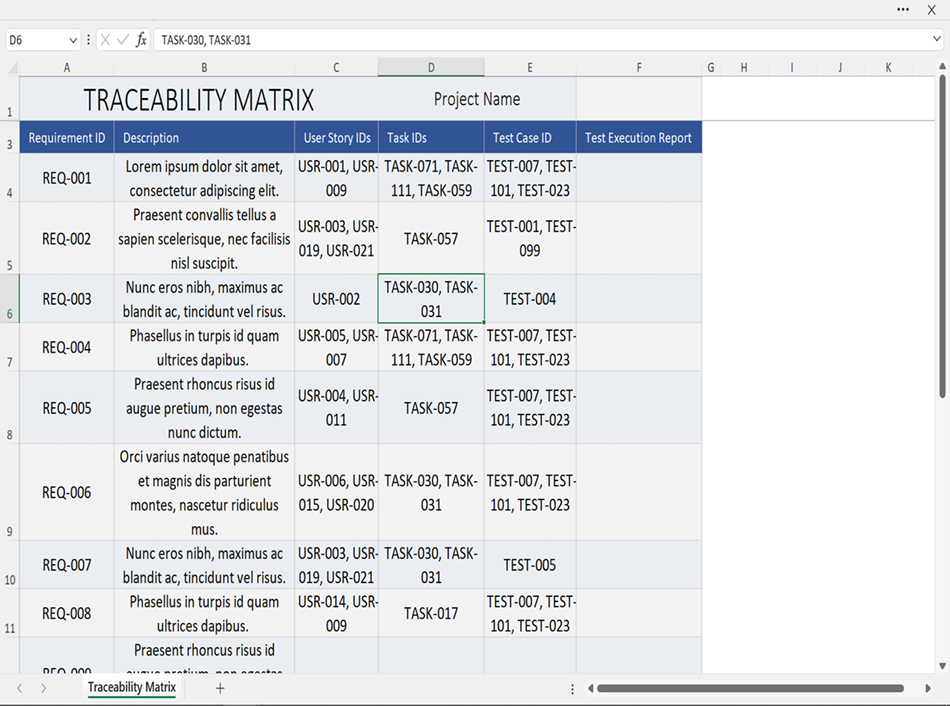 D6
fx
TASK-030, TASK-031
A B C D E F G H I J K
1
TRACEABILITY MATRIX
Project Name
3
Requirement ID
Description
User Story IDs
Task IDs
Test Case ID
Test Execution Report
4
REQ-001
Lorem ipsum dolor sit amet,
consectetur adipiscing elit.
USR-001, USR-
009
TASK-071, TASK-
111, TASK-059
TEST-007, TEST-
101, TEST-023
5
REQ-002
Praesent convallis tellus a
sapien scelerisque, nec facilisis
nisl suscipit.
USR-003, USR-
019, USR-021
TASK-057
TEST-001, TEST-
099
6
REQ-003
Nunc eros nibh, maximus ac
blandit ac, tincidunt vel risus.
USR-002
TASK-030, TASK-
031
TEST-004
7
REQ-004
Phasellus in turpis id quam
ultrices dapibus.
USR-005, USR-
007
TASK-071, TASK-
111, TASK-059
TEST-007, TEST-
101, TEST-023
8
REQ-005
Praesent rhoncus risus id
augue pretium, non egestas
nunc dictum.
USR-004, USR-
011
TASK-057
TEST-007, TEST-
101, TEST-023
9
REQ-006
Orci varius natoque penatibus
et magnis dis parturient
montes, nascetur ridiculus
mus.
USR-006, USR-
015, USR-020
TASK-030, TASK-
031
TEST-007, TEST-
101, TEST-023
10
REQ-007
Nunc eros nibh, maximus ac
blandit ac, tincidunt vel risus.
USR-003, USR-
019, USR-021
TASK-030, TASK-
031
TEST-005
11
REQ-008
Phasellus in turpis id quam
ultrices dapibus.
USR-014, USR-
009
TASK-017
TEST-007, TEST-
101, TEST-023
Praesent rhoncus risus id
Traceability Matrix